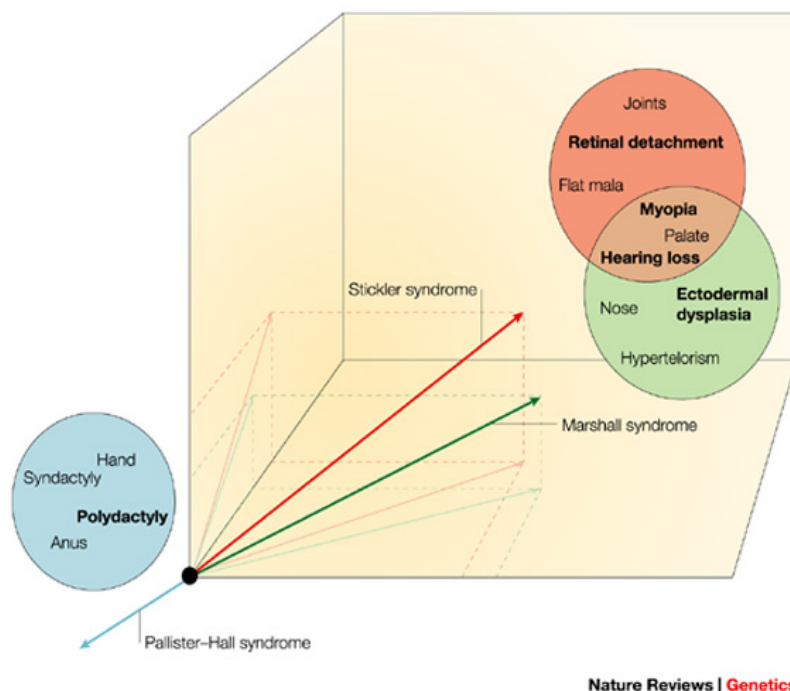 Joints
Retinal detachment
Flat mala
Myopia
Palate
Hearing loss
Stickler syndrome
Nose
Ectodermal
dysplasia
Hypertelorism
Marshall syndrome
Hand
Syndactyly
Polydactyly
Anus
Pallister–Hall syndrome
Nature Reviews | Genetics